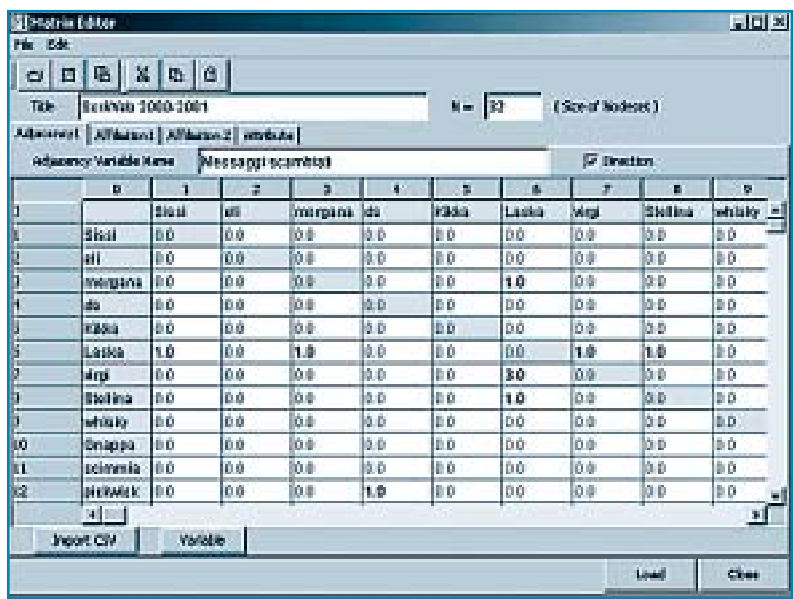 Matrix Editor
File Edit
Title 2000-2001 N = 32 ( Size of Nodeset )
Adjacency Affiliation1 Affiliation 2 Attribute
Adjacency Variable Name Messaggi scambiati Direction
0 1 2 3 4 5 6 7 8 9
0 Sissi eli morgana da Kikka Laska virgi Stellina whisky
1 Sissi 0.0 0.0 0.0 0.0 0.0 0.0 0.0 0.0 0.0
2 eli 0.0 0.0 0.0 0.0 0.0 0.0 0.0 0.0 0.0
3 morgana 0.0 0.0 0.0 0.0 0.0 1.0 0.0 0.0 0.0
4 da 0.0 0.0 0.0 0.0 0.0 0.0 0.0 0.0 0.0
5 Kikka 0.0 0.0 0.0 0.0 0.0 0.0 0.0 0.0 0.0
6 Laska 1.0 0.0 1.0 0.0 0.0 0.0 1.0 1.0 0.0
7 virgi 0.0 0.0 0.0 0.0 0.0 3.0 0.0 0.0 0.0
8 Stellina 0.0 0.0 0.0 0.0 0.0 1.0 0.0 0.0 0.0
9 whisky 0.0 0.0 0.0 0.0 0.0 0.0 0.0 0.0 0.0
10 Gnappa 0.0 0.0 0.0 0.0 0.0 0.0 0.0 0.0 0.0
11 scimmia 0.0 0.0 0.0 0.0 0.0 0.0 0.0 0.0 0.0
12 pickwick 0.0 0.0 0.0 1.0 0.0 0.0 0.0 0.0 0.0
Import CSV Variable
Load Close